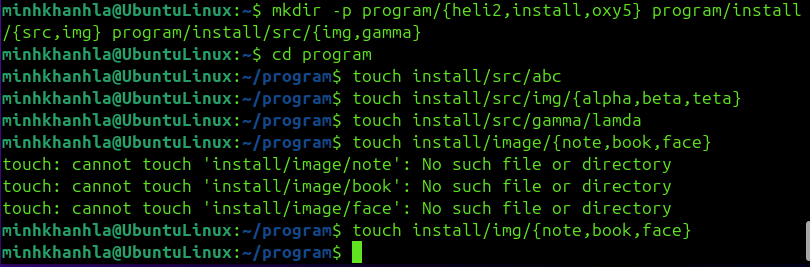 minhkhanhla@UbuntuLinux:~$ mkdir -p program/{heli2,install,oxy5} program/install
/{src,img} program/install/src/{img,gamma}
minhkhanhla@UbuntuLinux:~$ cd program
minhkhanhla@UbuntuLinux:~/program$ touch install/src/abc
minhkhanhla@UbuntuLinux:~/program$ touch install/src/img/{alpha,beta,teta}
minhkhanhla@UbuntuLinux:~/program$ touch install/src/gamma/lamda
minhkhanhla@UbuntuLinux:~/program$ touch install/image/{note,book,face}
touch: cannot touch 'install/image/note': No such file or directory
touch: cannot touch 'install/image/book': No such file or directory
touch: cannot touch 'install/image/face': No such file or directory
minhkhanhla@UbuntuLinux:~/program$ touch install/img/{note,book,face}
minhkhanhla@UbuntuLinux:~/program$